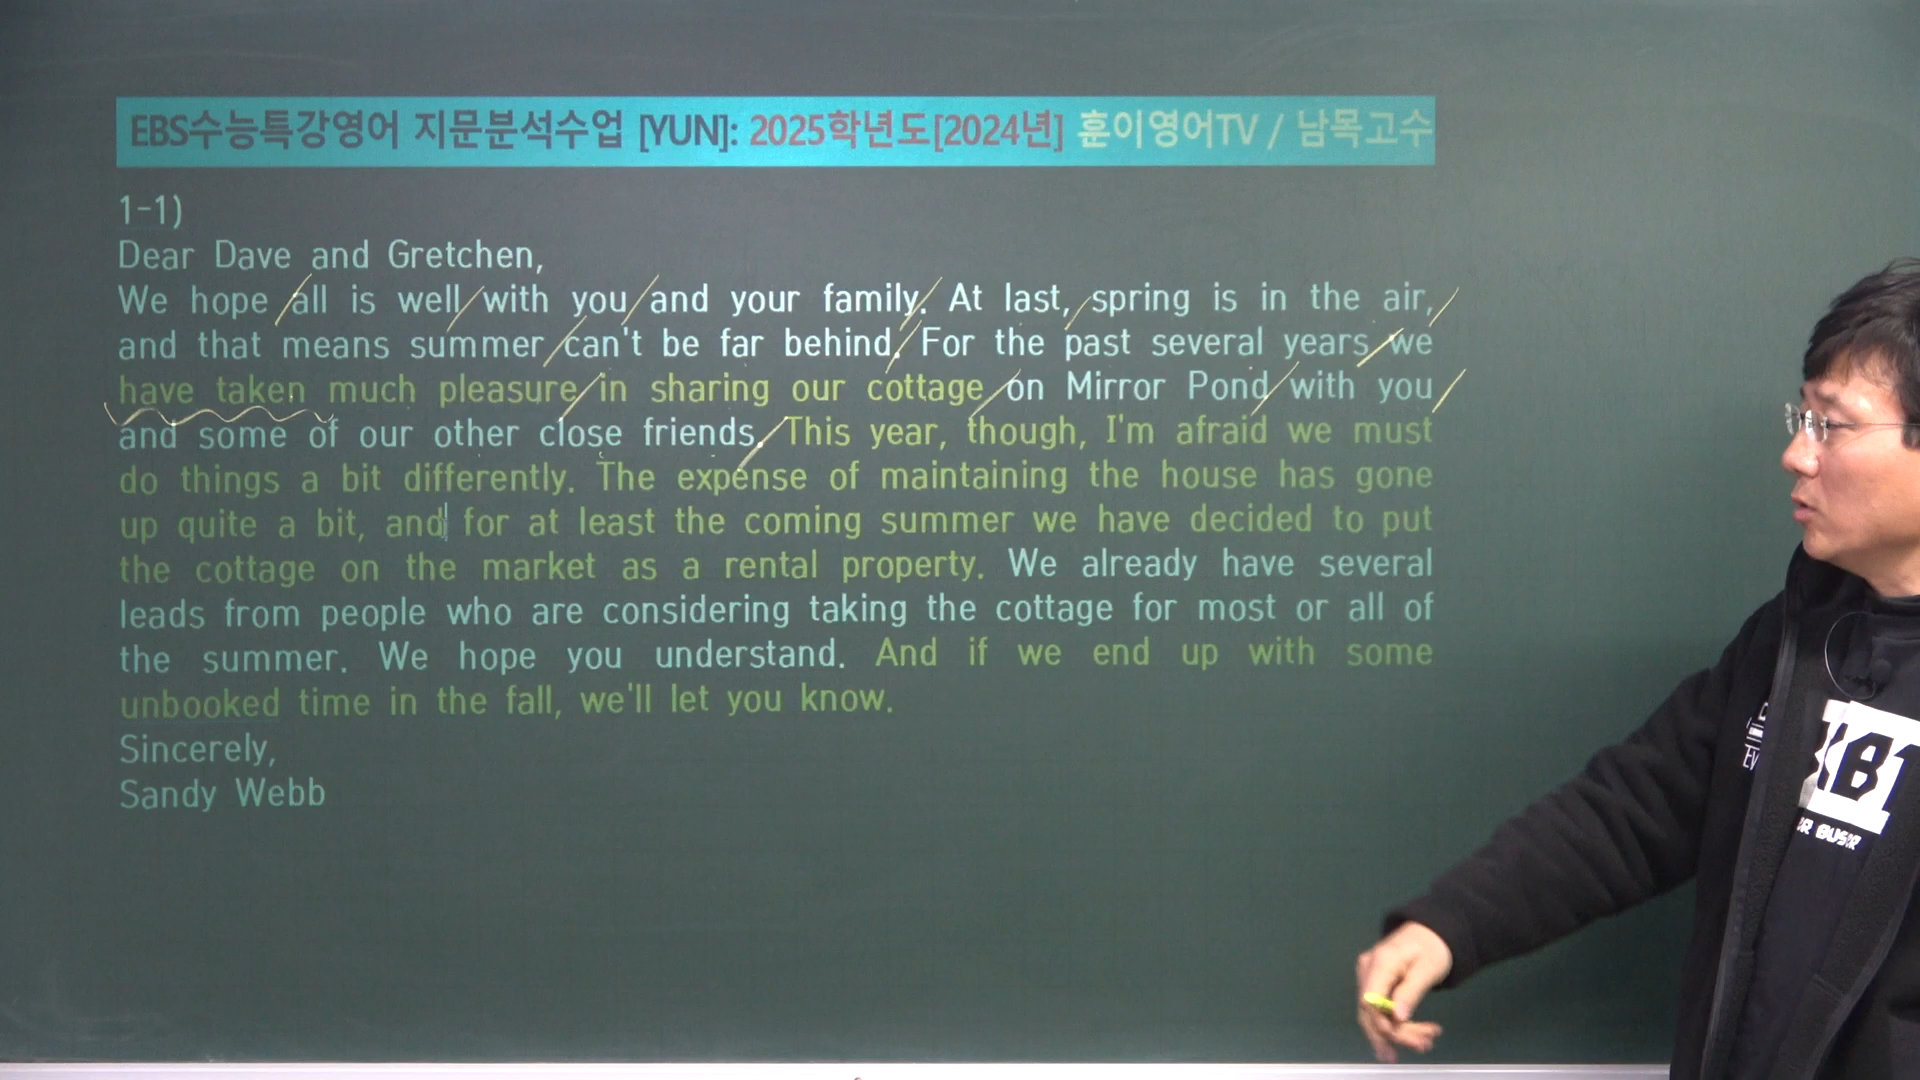 EBS수능특강영어 지문분석수업 [YUN]: 2025학년도[2024년] 훈이영어TV / 남목고수
1-1)
Dear Dave and Gretchen,
We hope all is well with you and your family. At last, spring is in the air,
and that means summer can't be far behind. For the past several years we
have taken much pleasure in sharing our cottage on Mirror Pond with you
and some of our other close friends. This year, though, I'm afraid we must
do things a bit differently. The expense of maintaining the house has gone
up quite a bit, and for at least the coming summer we have decided to put
the cottage on the market as a rental property. We already have several
leads from people who are considering taking the cottage for most or all of
the summer. We hope you understand. And if we end up with some
unbooked time in the fall, we'll let you know.
Sincerely,
Sandy Webb